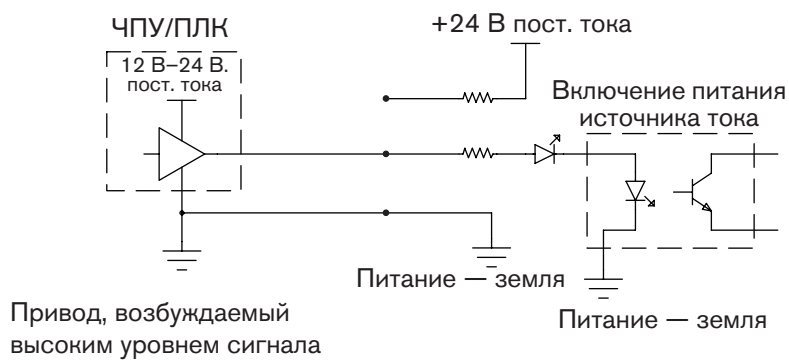 ЧПУ/ПЛК
12 В–24 В.
пост. тока
+24 В пост. тока
Включение питания
источника тока
Питание — земля
Питание — земля
Привод, возбуждаемый
высоким уровнем сигнала